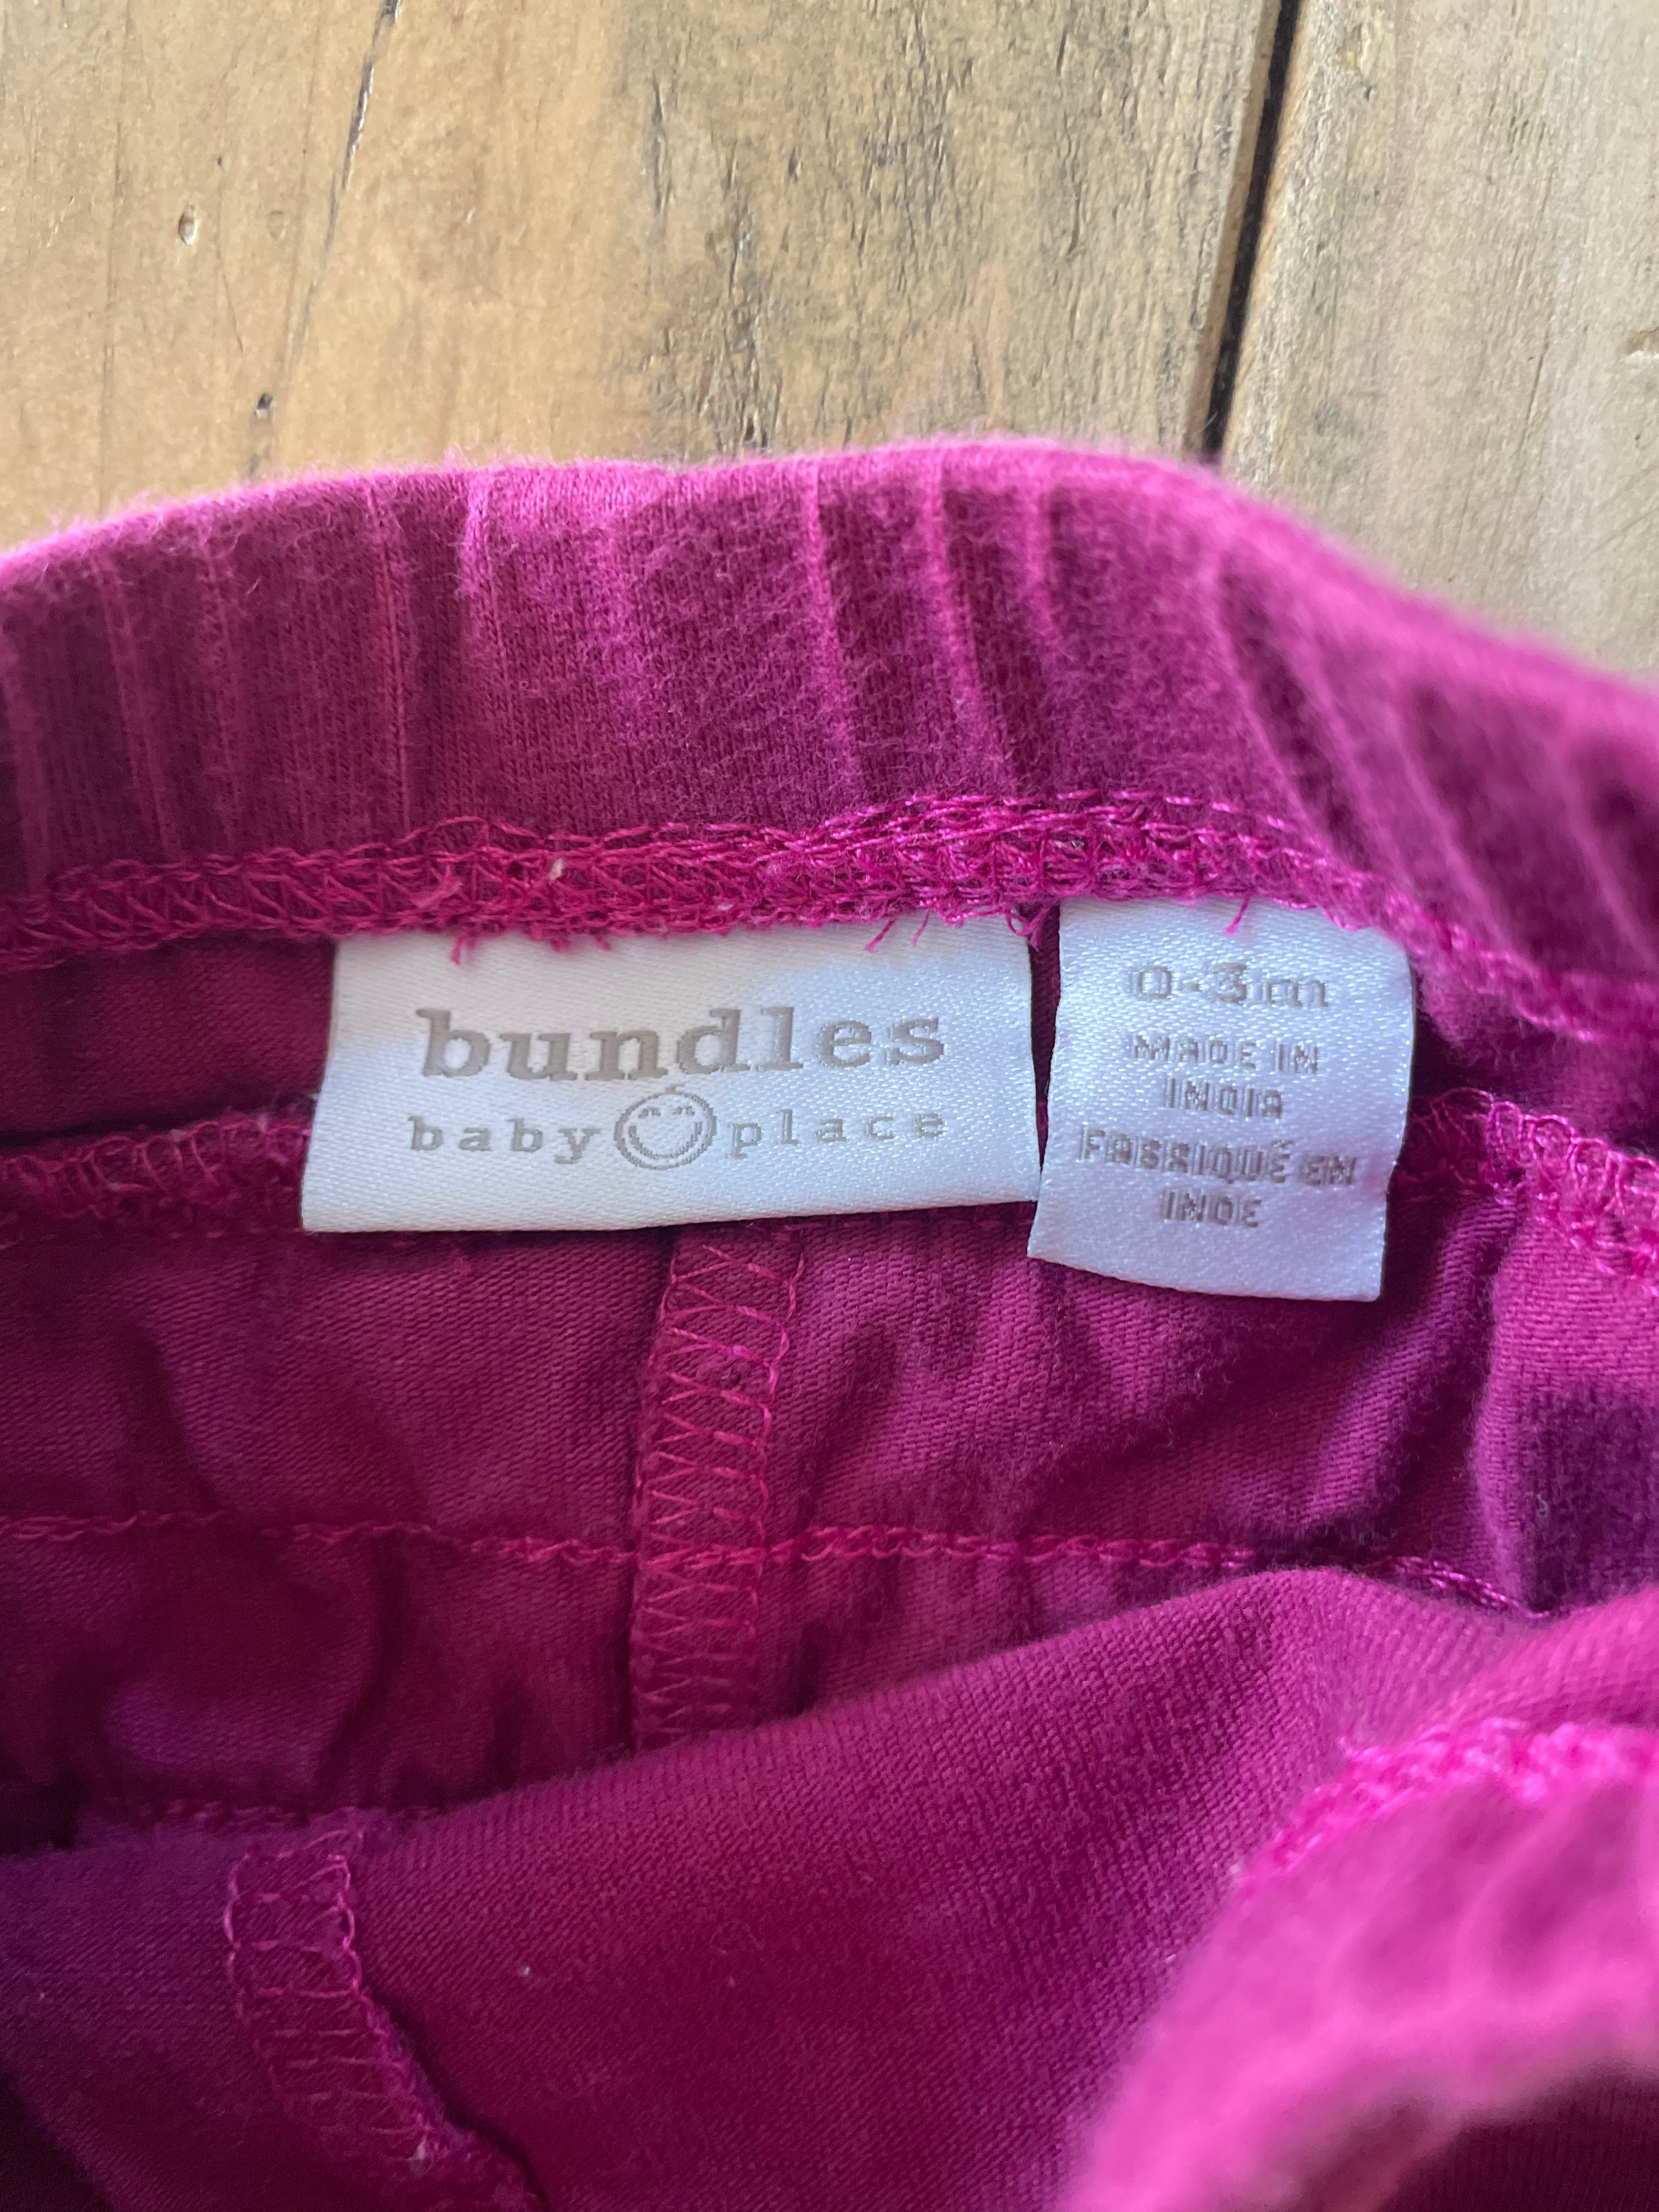 bundles
baby place
0-3m
MADE IN
INDIA
FABRIQUÉ EN
INDE